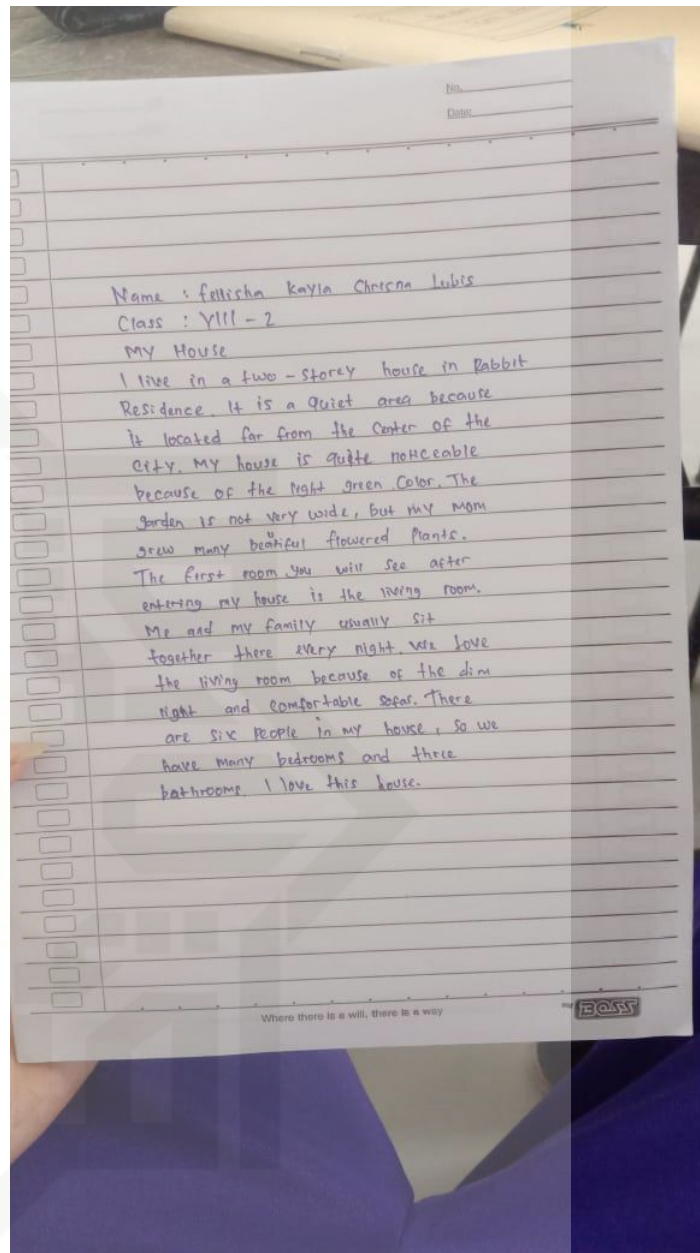 No.
Date:
Name : fellisha Kayla Chresna Lubis
Class : VIII - 2
MY House
I live in a two - storey house in Rabbit
Residence. It is a quiet area because
it located far from the Center of the
city. MY house is quite noticeable
because of the light green Color. The
garden is not very wide, but my Mom
grew many beautiful flowered Plants.
The first room you will see after
entering my house is the living room.
Me and my family usually sit
together there every night. We love
the living room because of the dim
light and comfortable sofas. There
are six People in my house, so we
have many bedrooms and three
bathrooms. I love this house.
Where there is a will, there is a way
BOSS